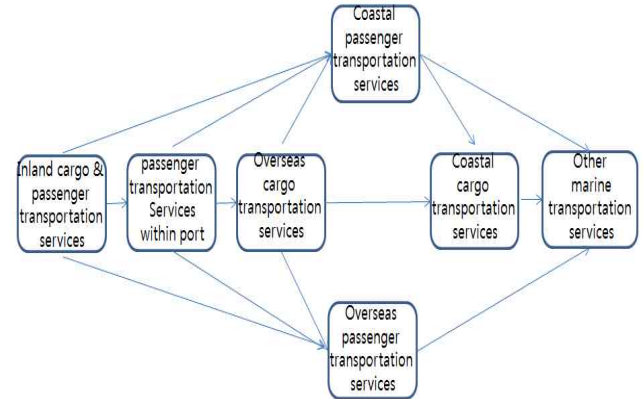 Coastal
passenger
transportation
services
Inland cargo &
passenger
transportation
services
passenger
transportation
Services
within port
Overseas
cargo
transportation
services
Coastal
cargo
transportation
services
Other
marine
transportation
services
Overseas
passenger
transportation
services